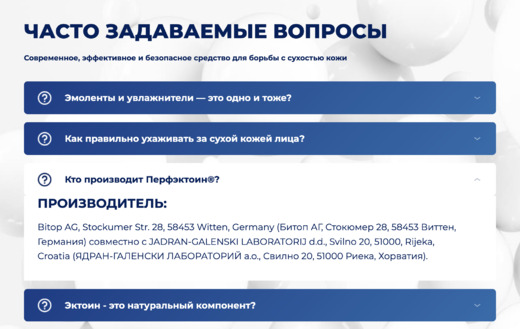 ЧАСТО ЗАДАВАЕМЫЕ ВОПРОСЫ
Современное, эффективное и безопасное средство для борьбы с сухостью кожи
Эмоленты и увлажнители — это одно и тоже?
Как правильно ухаживать за сухой кожей лица?
Кто производит Перфэктоин®?
ПРОИЗВОДИТЕЛЬ:
Bitop AG, Stockumer Str. 28, 58453 Witten, Germany (Битоп АГ, Стокюмер 28, 58453 Виттен,
Германия) совместно с JADRAN-GALENSKI LABORATORIJ d.d., Svilno 20, 51000, Rijeka,
Croatia (ЯДРАН-ГАЛЕНСКИ ЛАБОРАТОРИЙ а.о., Свилно 20, 51000 Риека, Хорватия).
Эктоин - это натуральный компонент?